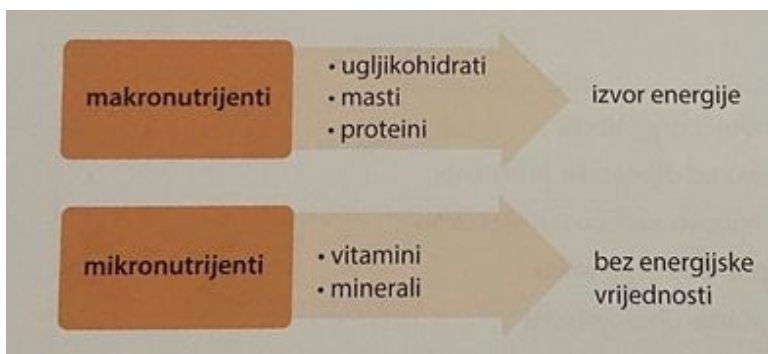 makronutrijenti
• ugljikohidrati
• masti
• proteini
izvor energije
mikronutrijenti
• vitamini
• minerali
bez energijske
vrijednosti